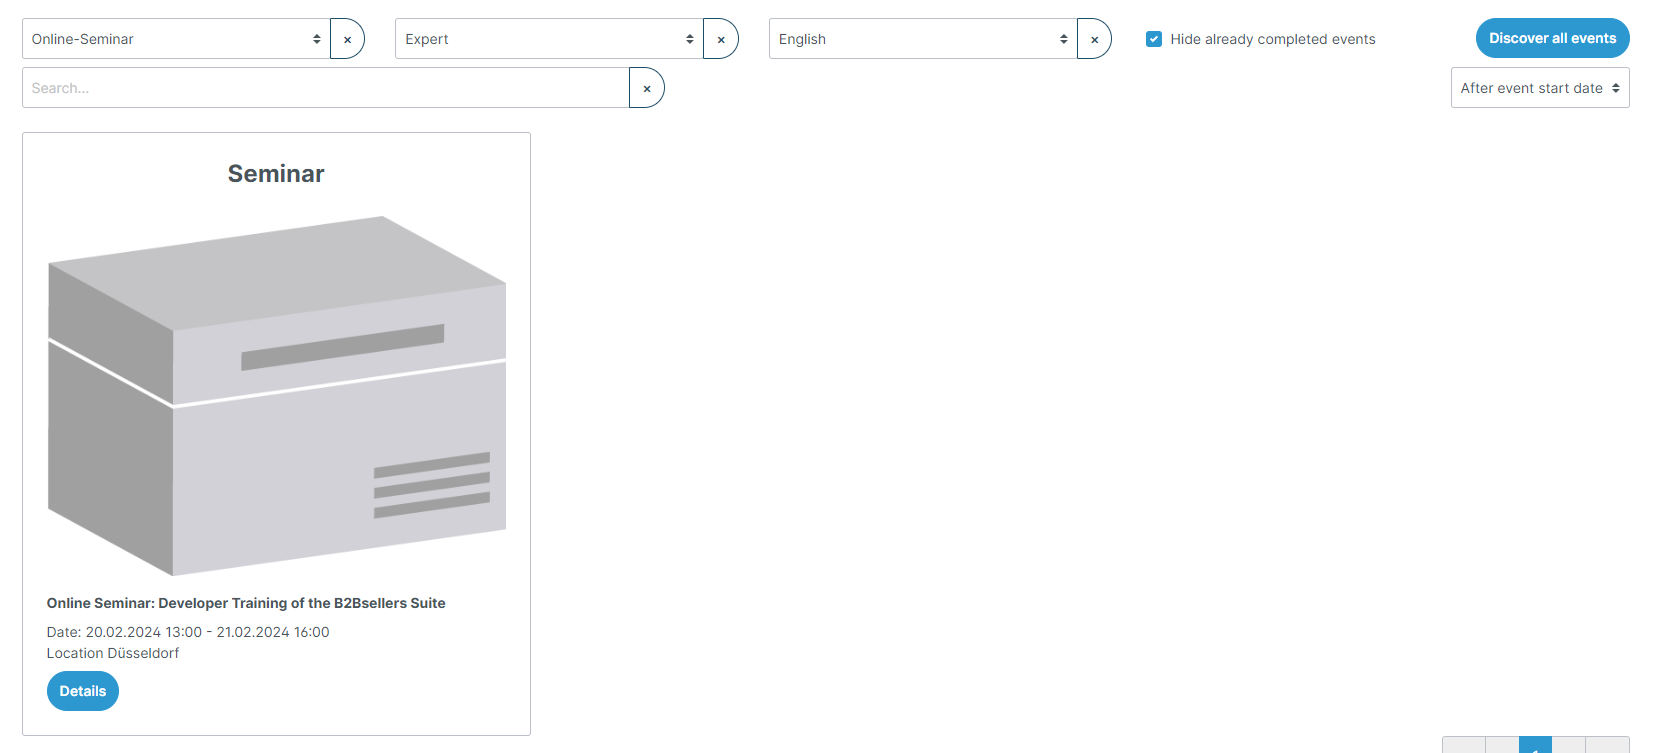 Online-Seminar
Expert
English
Hide already completed events
Discover all events
Search...
After event start date
Seminar
Online Seminar: Developer Training of the B2Bsellers Suite
Date: 20.02.2024 13:00 - 21.02.2024 16:00
Location Düsseldorf
Details